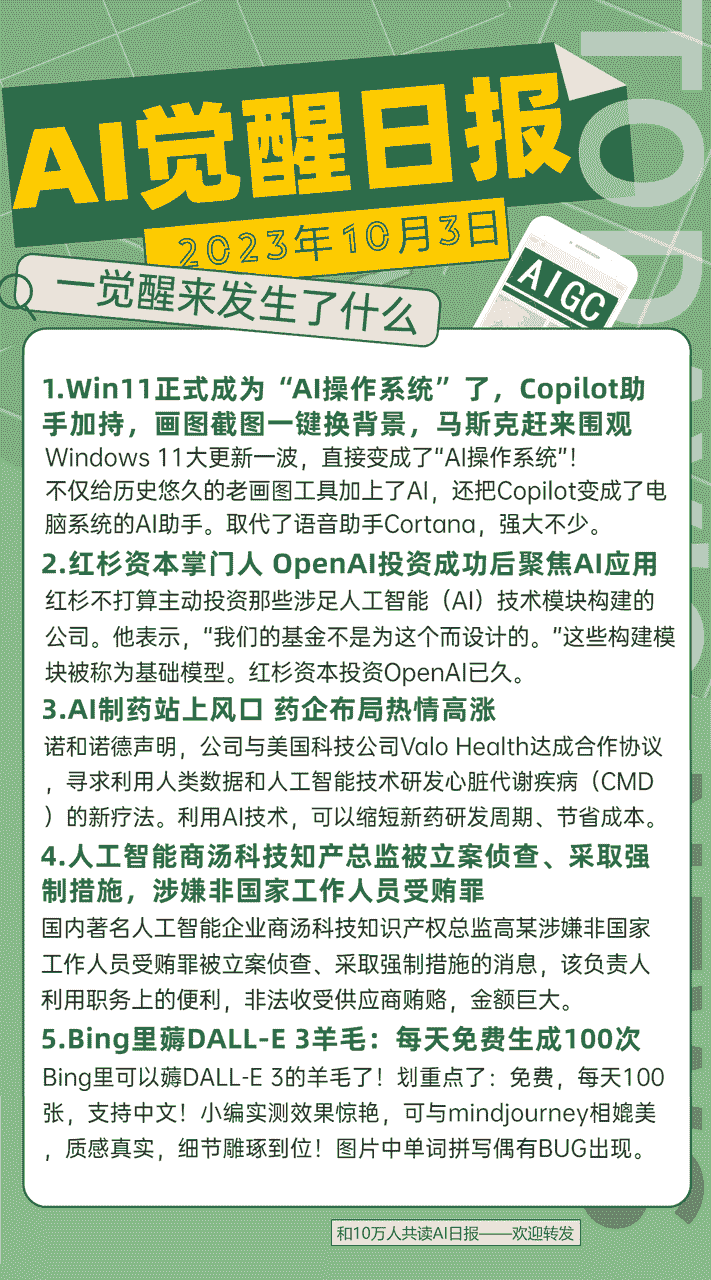 AI觉醒日报
2023年10月3日
一觉醒来发生了什么
AIGC
1.Win11正式成为“AI操作系统”了，Copilot助
手加持，画图截图一键换背景，马斯克赶来围观
Windows 11大更新一波，直接变成了“AI操作系统”！
不仅给历史悠久的老画图工具加上了AI，还把Copilot变成了电
脑系统的AI助手。取代了语音助手Cortana，强大不少。
2.红杉资本掌门人 OpenAI投资成功后聚焦AI应用
红杉不打算主动投资那些涉足人工智能（AI）技术模块构建的
公司。他表示，“我们的基金不是为这个而设计的。”这些构建模
块被称为基础模型。红杉资本投资OpenAI已久。
3.AI制药站上风口 药企布局热情高涨
诺和诺德声明，公司与美国科技公司Valo Health达成合作协议
，寻求利用人类数据和人工智能技术研发心脏代谢疾病（CMD
）的新疗法。利用AI技术，可以缩短新药研发周期、节省成本。
4.人工智能商汤科技知产总监被立案侦查、采取强
制措施，涉嫌非国家工作人员受贿罪
国内著名人工智能企业商汤科技知识产权总监高某涉嫌非国家
工作人员受贿罪被立案侦查、采取强制措施的消息，该负责人
利用职务上的便利，非法收受供应商贿赂，金额巨大。
5.Bing里薅DALL-E 3羊毛：每天免费生成100次
Bing里可以薅DALL-E 3的羊毛了！划重点了：免费，每天100
张，支持中文！小编实测效果惊艳，可与mindjourney相媲美
，质感真实，细节雕琢到位！图片中单词拼写偶有BUG出现。
和10万人共读AI日报——欢迎转发